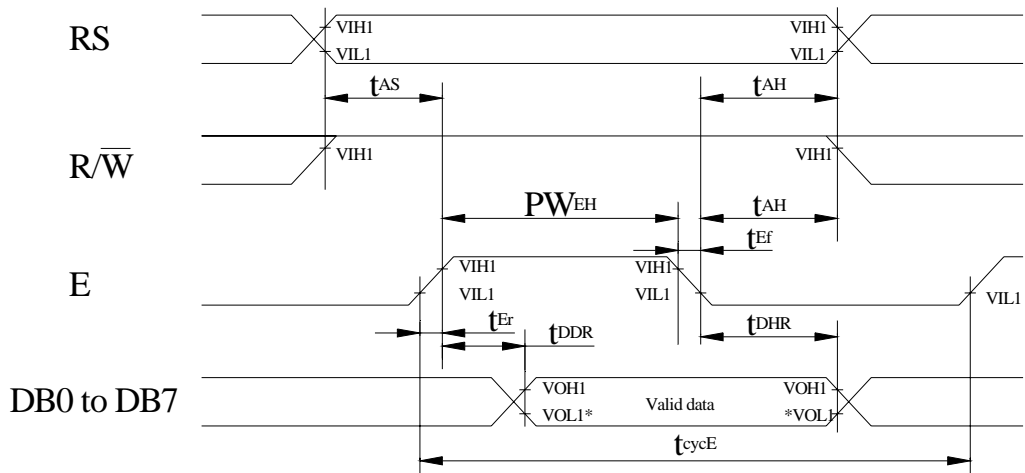 RS
VIH1
VIL1
VIH1
VIL1
tAS
tAH
R/W̅
VIH1
VIH1
PWEH
tAH
tEf
E
VIH1
VIL1
VIH1
VIL1
VIL1
tEr
tDDR
tDHR
DB0 to DB7
VOH1
VOL1*
Valid data
VOH1
*VOL1
tcycE